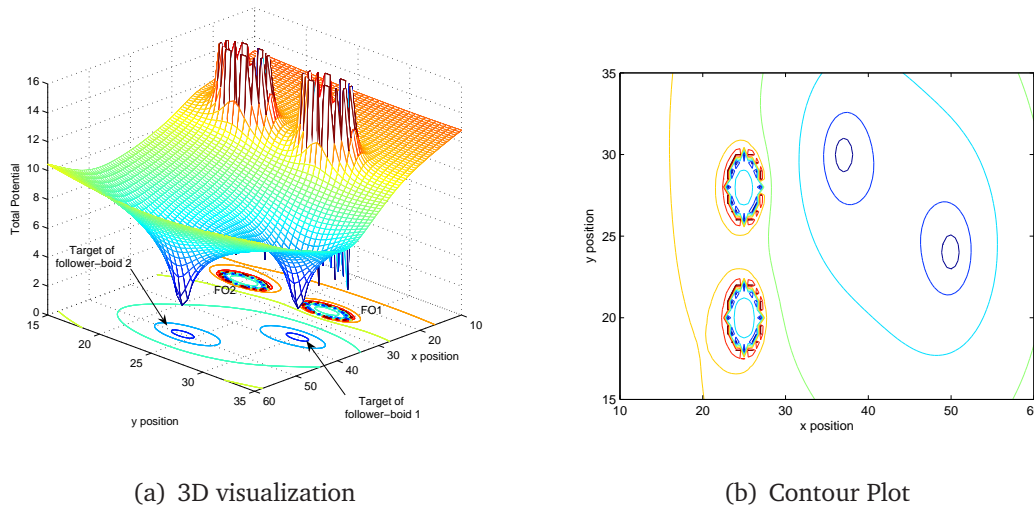 16
14
12
10
8
6
4
2
0
Total Potential
Target of
follower−boid 2
FO2
FO1
15
20
25
30
35
y position
60
50
40
30
20
10
x position
Target of
follower−boid 1
(a) 3D visualization
35
30
25
20
15
y position
10
20
30
40
50
60
x position
(b) Contour Plot